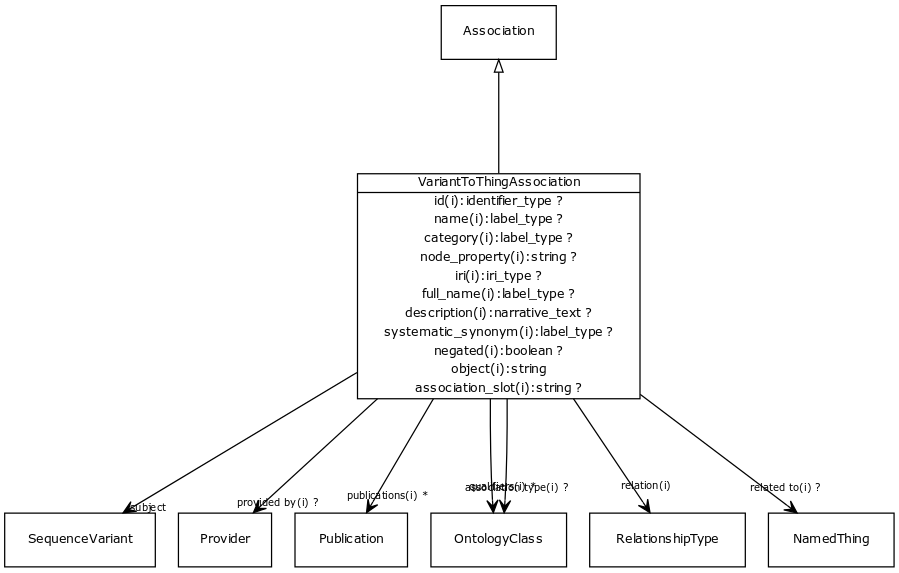 Association
VariantToThingAssociation
id(i):identifier_type ?
name(i):label_type ?
category(i):label_type ?
node_property(i):string ?
iri(i):iri_type ?
full_name(i):label_type ?
description(i):narrative_text ?
systematic_synonym(i):label_type ?
negated(i):boolean ?
object(i):string
association_slot(i):string ?
subject
provided by(i) ?
publications(i) *
qualifiers(i) *
association type(i) ?
relation(i)
related to(i) ?
SequenceVariant
Provider
Publication
OntologyClass
RelationshipType
NamedThing